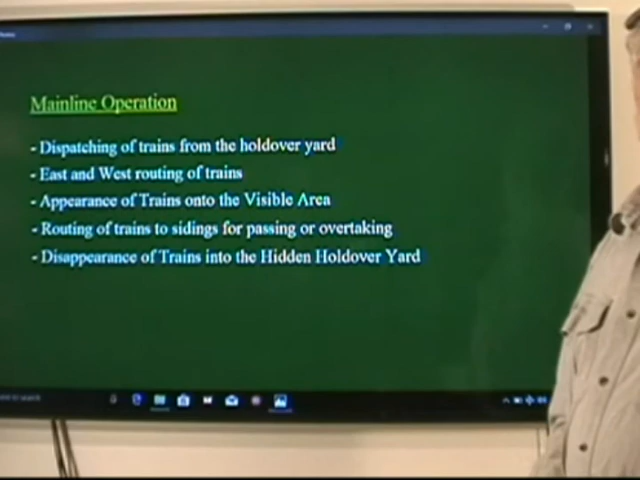 Mainline Operation
- Dispatching of trains from the holdover yard
- East and West routing of trains
- Appearance of Trains onto the Visible Area
- Routing of trains to sidings for passing or overtaking
- Disappearance of Trains into the Hidden Holdover Yard